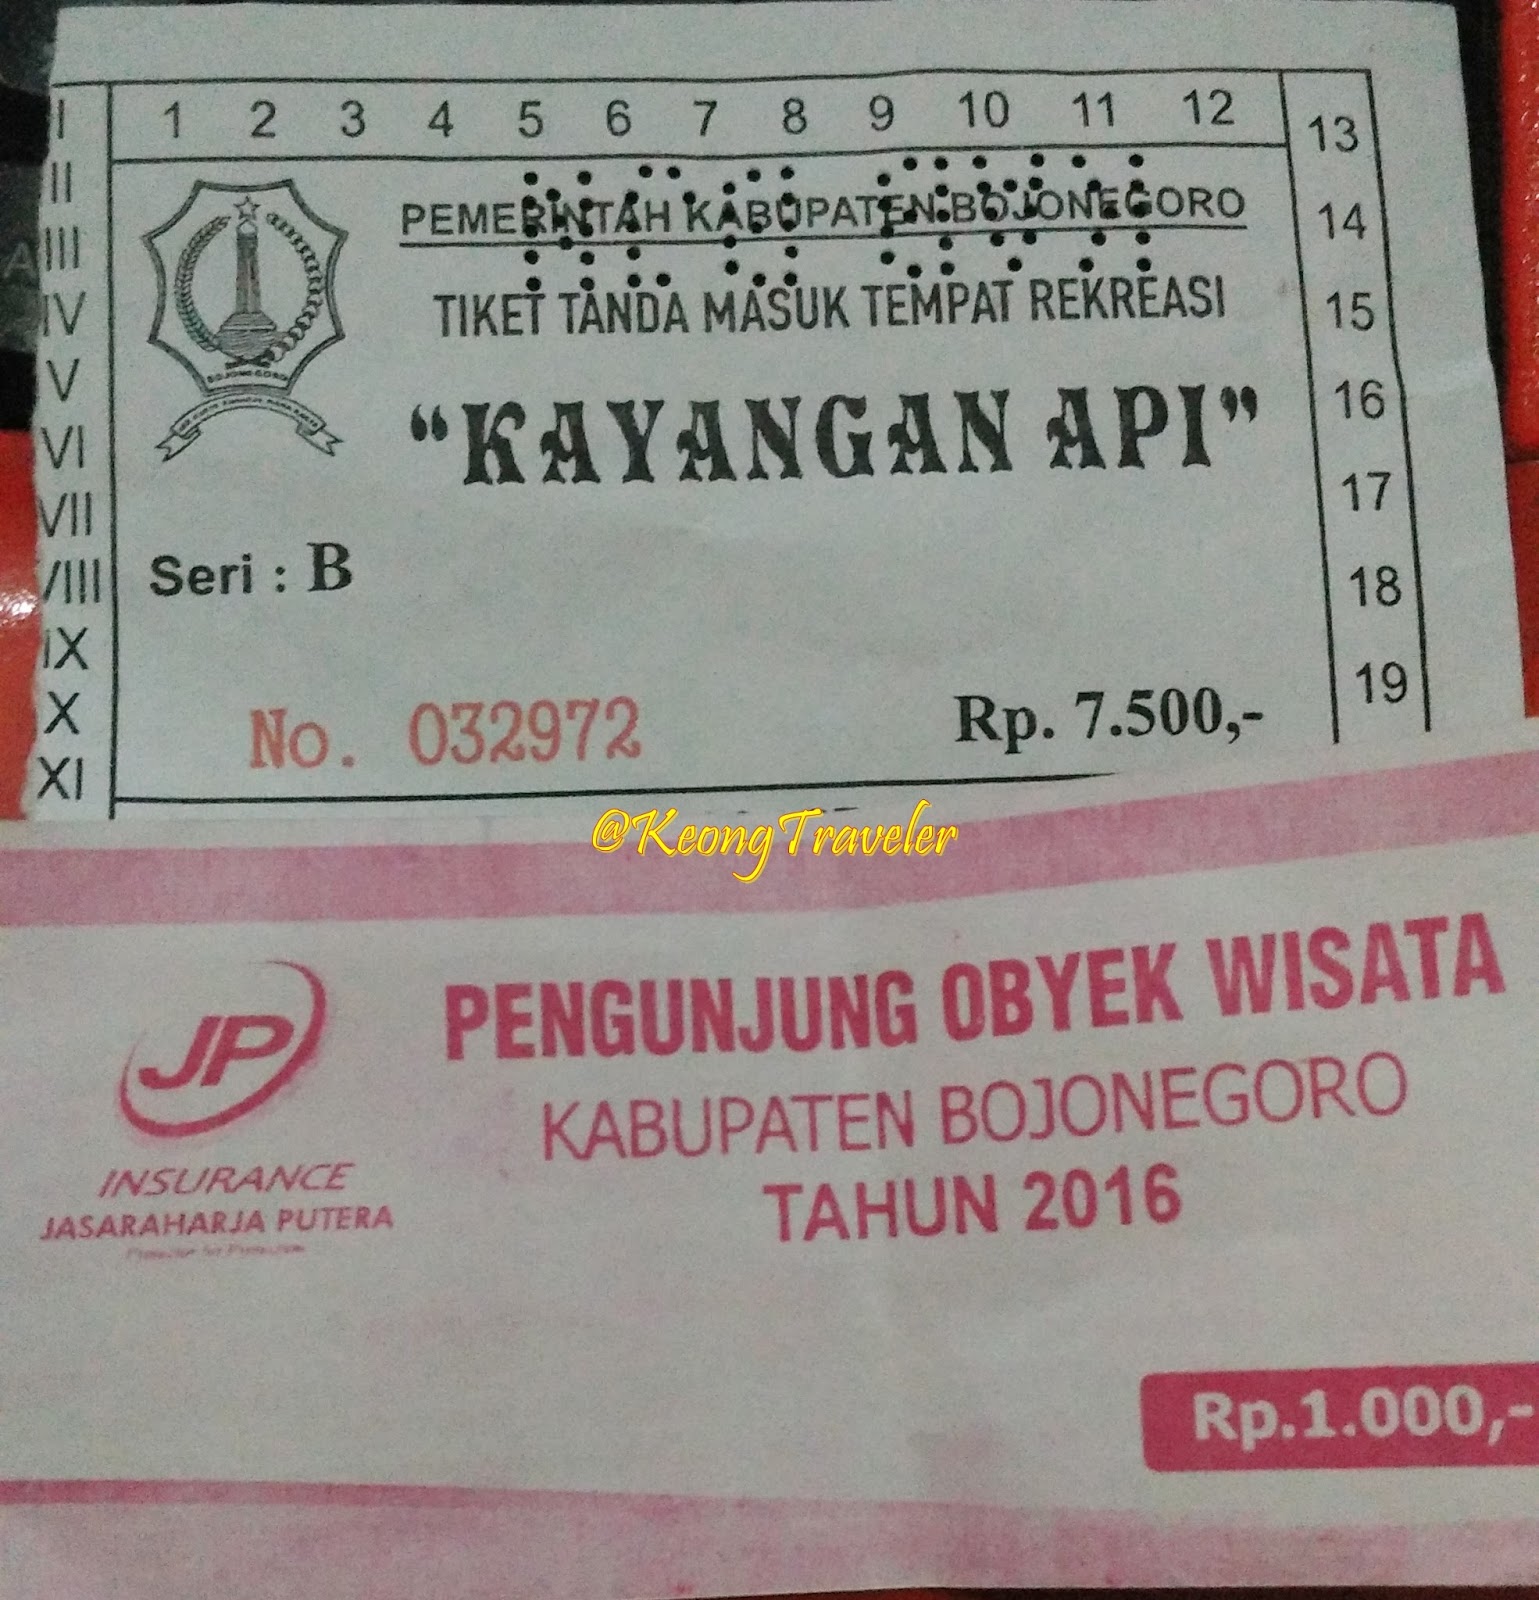 1 2 3 4 5 6 7 8 9 10 11 12
13
14
15
16
17
18
19
I
II
III
IV
V
VI
VII
VIII
IX
X
XI
PEMERINTAH KABUPATEN BOJONEGORO
TIKET TANDA MASUK TEMPAT REKREASI
"KAYANGAN API"
BOJONEGORO
Seri : B
No. 032972
Rp. 7.500,-
@KeongTraveler
JP
INSURANCE
JASARAHARJA PUTERA
PENGUNJUNG OBYEK WISATA
KABUPATEN BOJONEGORO
TAHUN 2016
Rp.1.000,-